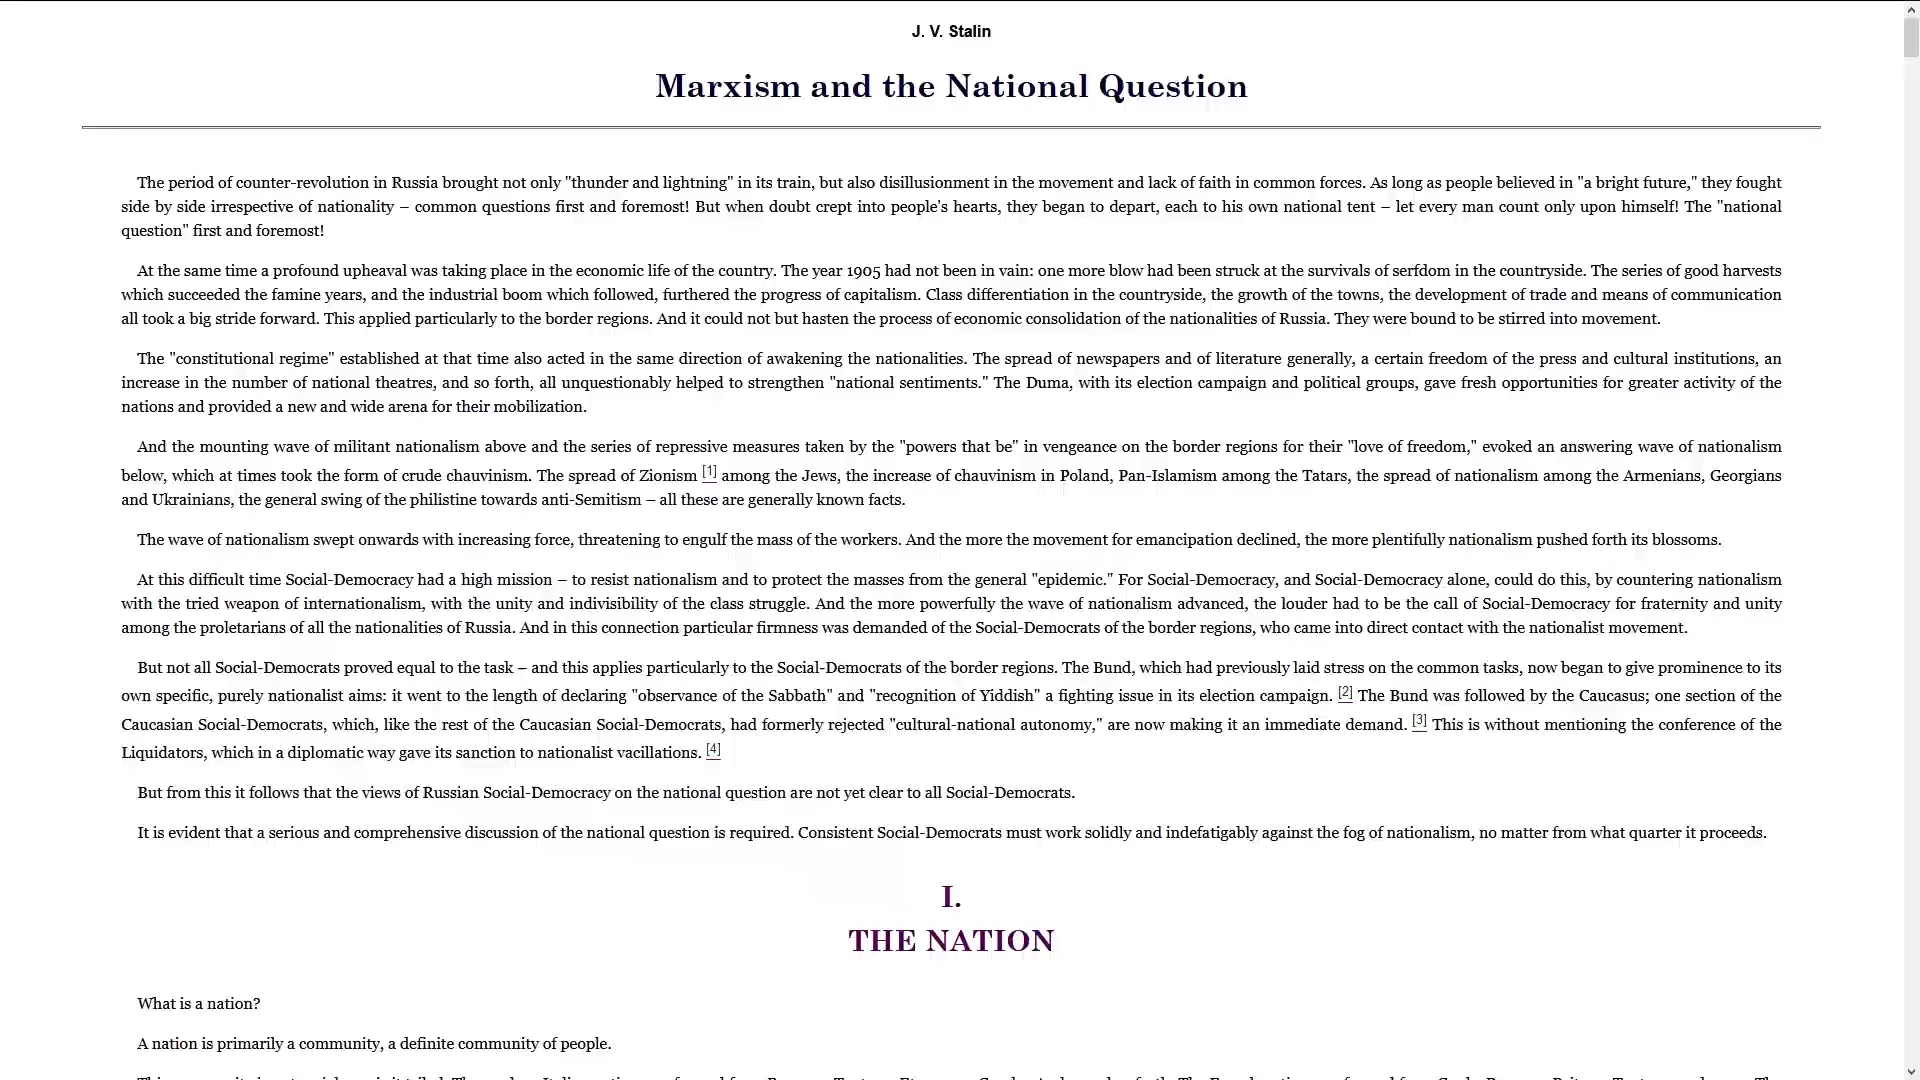 J. V. Stalin
Marxism and the National Question
The period of counter-revolution in Russia brought not only "thunder and lightning" in its train, but also disillusionment in the movement and lack of faith in common forces. As long as people believed in "a bright future," they fought
side by side irrespective of nationality – common questions first and foremost! But when doubt crept into people's hearts, they began to depart, each to his own national tent – let every man count only upon himself! The "national
question" first and foremost!
At the same time a profound upheaval was taking place in the economic life of the country. The year 1905 had not been in vain: one more blow had been struck at the survivals of serfdom in the countryside. The series of good harvests
which succeeded the famine years, and the industrial boom which followed, furthered the progress of capitalism. Class differentiation in the countryside, the growth of the towns, the development of trade and means of communication
all took a big stride forward. This applied particularly to the border regions. And it could not but hasten the process of economic consolidation of the nationalities of Russia. They were bound to be stirred into movement.
The "constitutional regime" established at that time also acted in the same direction of awakening the nationalities. The spread of newspapers and of literature generally, a certain freedom of the press and cultural institutions, an
increase in the number of national theatres, and so forth, all unquestionably helped to strengthen "national sentiments." The Duma, with its election campaign and political groups, gave fresh opportunities for greater activity of the
nations and provided a new and wide arena for their mobilization.
And the mounting wave of militant nationalism above and the series of repressive measures taken by the "powers that be" in vengeance on the border regions for their "love of freedom," evoked an answering wave of nationalism
below, which at times took the form of crude chauvinism. The spread of Zionism [1] among the Jews, the increase of chauvinism in Poland, Pan-Islamism among the Tatars, the spread of nationalism among the Armenians, Georgians
and Ukrainians, the general swing of the philistine towards anti-Semitism – all these are generally known facts.
The wave of nationalism swept onwards with increasing force, threatening to engulf the mass of the workers. And the more the movement for emancipation declined, the more plentifully nationalism pushed forth its blossoms.
At this difficult time Social-Democracy had a high mission – to resist nationalism and to protect the masses from the general "epidemic." For Social-Democracy, and Social-Democracy alone, could do this, by countering nationalism
with the tried weapon of internationalism, with the unity and indivisibility of the class struggle. And the more powerfully the wave of nationalism advanced, the louder had to be the call of Social-Democracy for fraternity and unity
among the proletarians of all the nationalities of Russia. And in this connection particular firmness was demanded of the Social-Democrats of the border regions, who came into direct contact with the nationalist movement.
But not all Social-Democrats proved equal to the task – and this applies particularly to the Social-Democrats of the border regions. The Bund, which had previously laid stress on the common tasks, now began to give prominence to its
own specific, purely nationalist aims: it went to the length of declaring "observance of the Sabbath" and "recognition of Yiddish" a fighting issue in its election campaign. [2] The Bund was followed by the Caucasus; one section of the
Caucasian Social-Democrats, which, like the rest of the Caucasian Social-Democrats, had formerly rejected "cultural-national autonomy," are now making it an immediate demand. [3] This is without mentioning the conference of the
Liquidators, which in a diplomatic way gave its sanction to nationalist vacillations. [4]
But from this it follows that the views of Russian Social-Democracy on the national question are not yet clear to all Social-Democrats.
It is evident that a serious and comprehensive discussion of the national question is required. Consistent Social-Democrats must work solidly and indefatigably against the fog of nationalism, no matter from what quarter it proceeds.
I.
THE NATION
What is a nation?
A nation is primarily a community, a definite community of people.